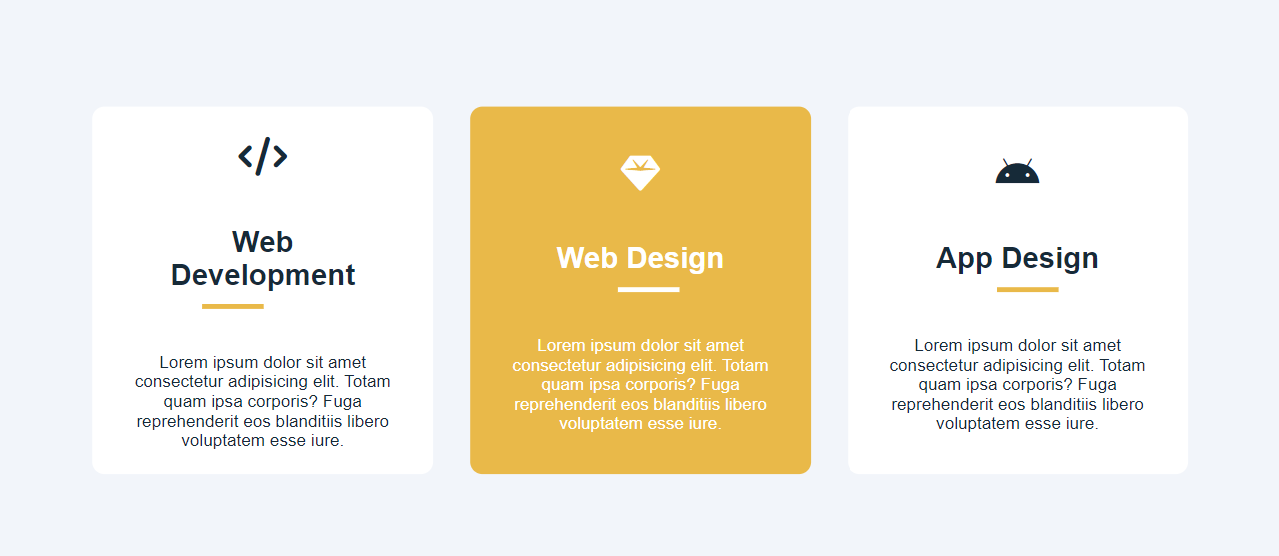 Web
Development
Lorem ipsum dolor sit amet
consectetur adipisicing elit. Totam
quam ipsa corporis? Fuga
reprehenderit eos blanditiis libero
voluptatem esse iure.
Web Design
Lorem ipsum dolor sit amet
consectetur adipisicing elit. Totam
quam ipsa corporis? Fuga
reprehenderit eos blanditiis libero
voluptatem esse iure.
App Design
Lorem ipsum dolor sit amet
consectetur adipisicing elit. Totam
quam ipsa corporis? Fuga
reprehenderit eos blanditiis libero
voluptatem esse iure.